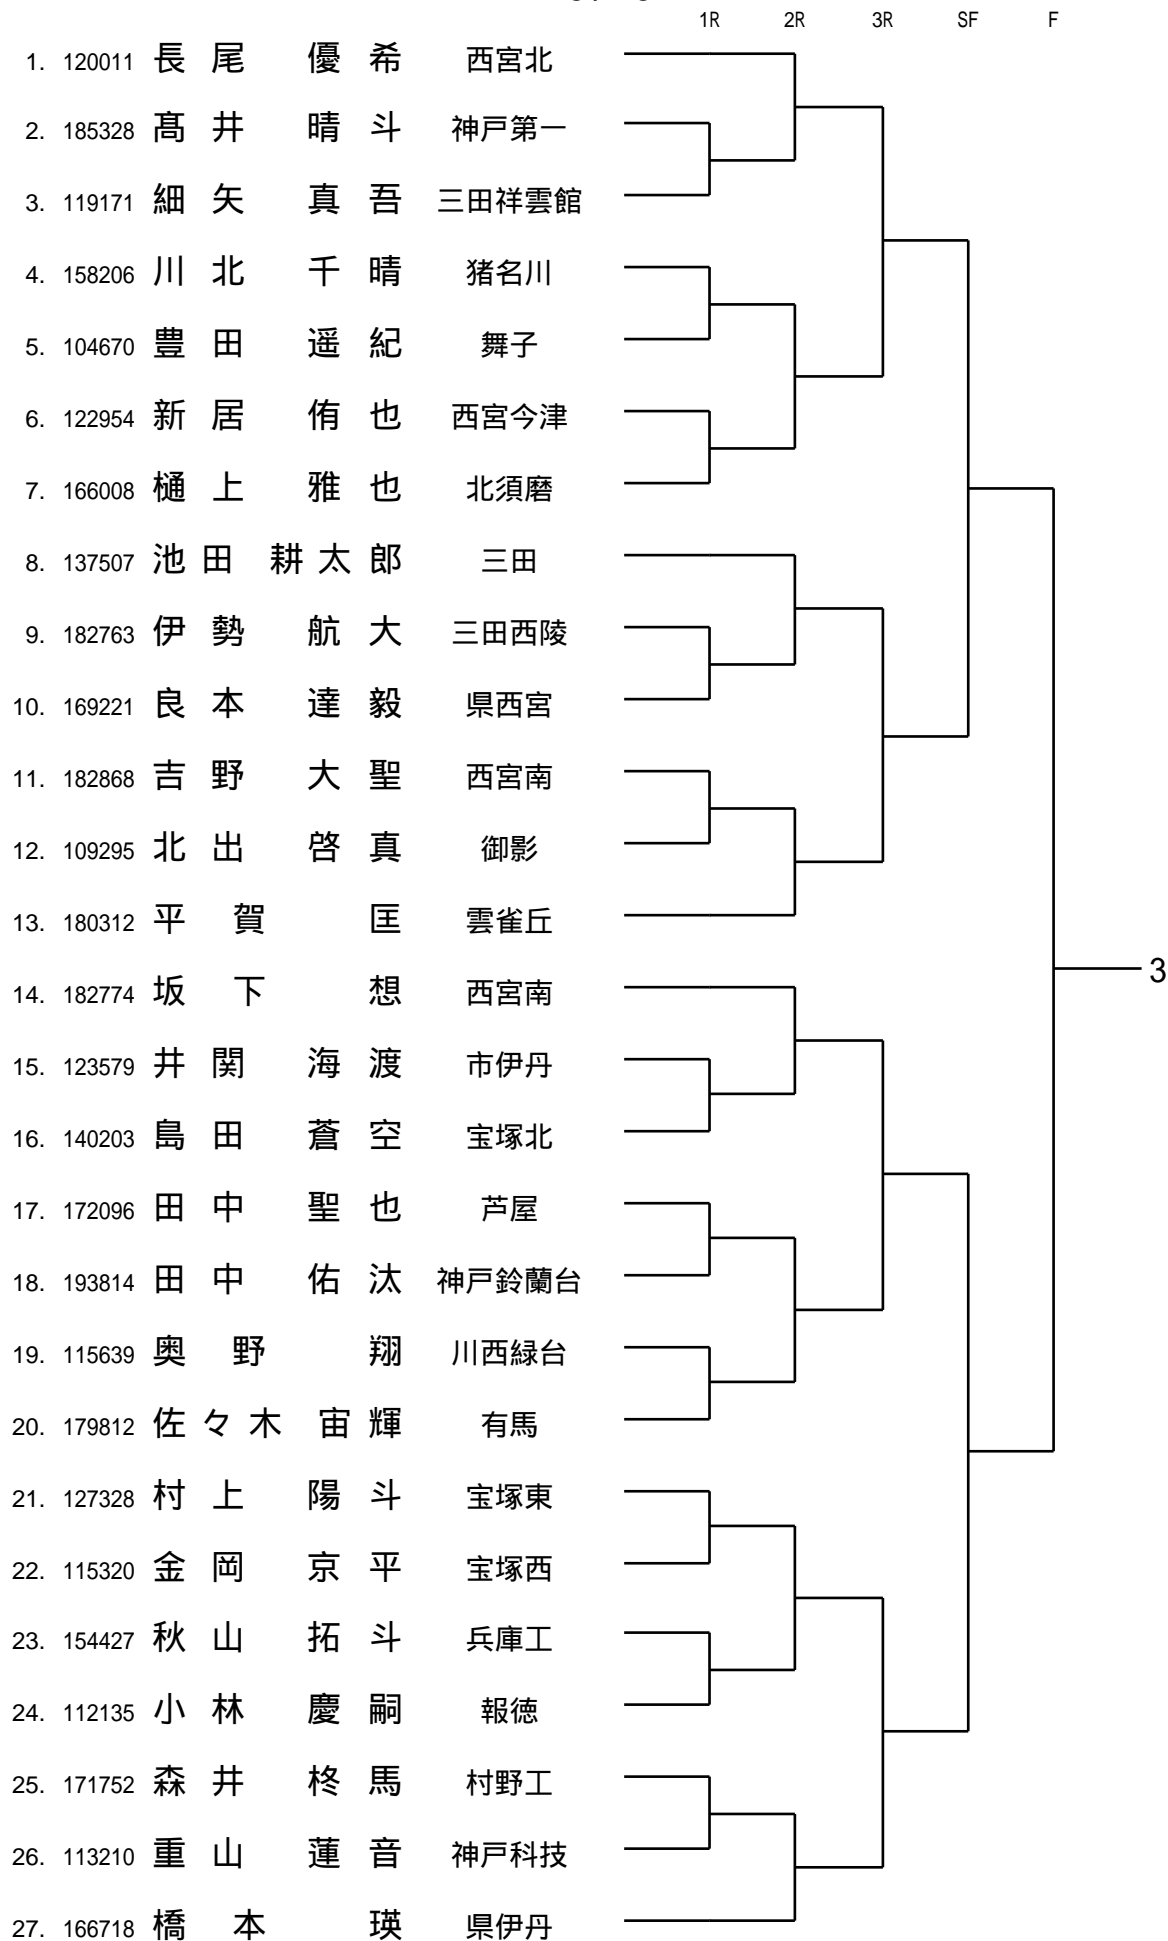 1R 2R 3R SF F
1. 120011 長尾 優希 西宮北
2. 185328 髙井 晴斗 神戸第一
3. 119171 細矢 真吾 三田祥雲館
4. 158206 川北 千晴 猪名川
5. 104670 豊田 遥紀 舞子
6. 122954 新居 侑也 西宮今津
7. 166008 樋上 雅也 北須磨
8. 137507 池田 耕太郎 三田
9. 182763 伊勢 航大 三田西陵
10. 169221 良本 達毅 県西宮
11. 182868 吉野 大聖 西宮南
12. 109295 北出 啓真 御影
13. 180312 平賀 匡 雲雀丘
3
14. 182774 坂下 想 西宮南
15. 123579 井関 海渡 市伊丹
16. 140203 島田 蒼空 宝塚北
17. 172096 田中 聖也 芦屋
18. 193814 田中 佑汰 神戸鈴蘭台
19. 115639 奥野 翔 川西緑台
20. 179812 佐々木 宙輝 有馬
21. 127328 村上 陽斗 宝塚東
22. 115320 金岡 京平 宝塚西
23. 154427 秋山 拓斗 兵庫工
24. 112135 小林 慶嗣 報徳
25. 171752 森井 柊馬 村野工
26. 113210 重山 蓮音 神戸科技
27. 166718 橋本 瑛 県伊丹